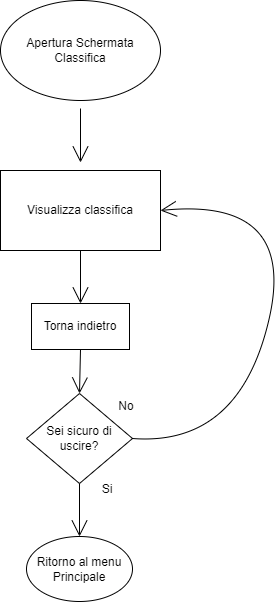 Apertura Schermata
Classifica
Visualizza classifica
Torna indietro
No
Sei sicuro di
uscire?
Si
Ritorno al menu
Principale